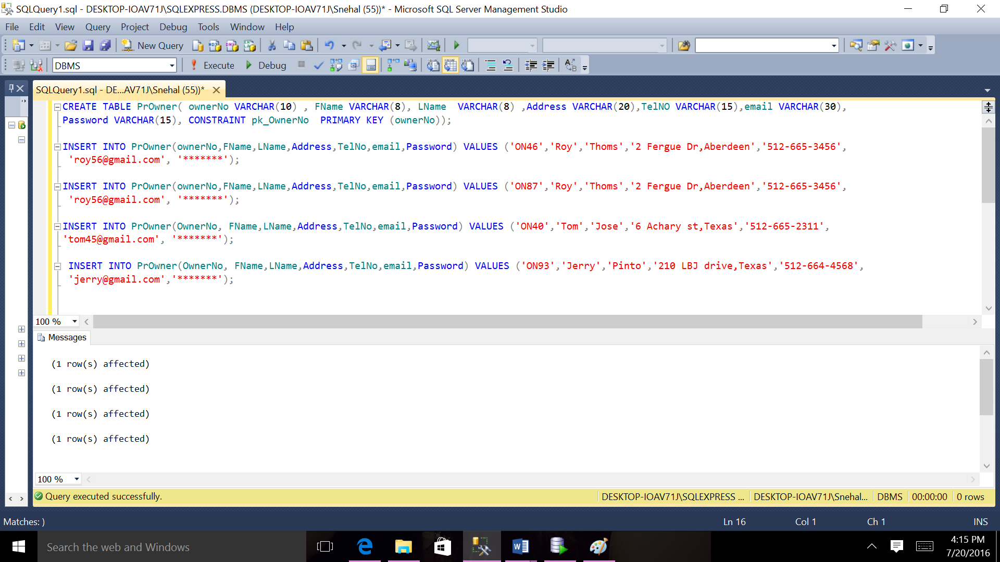 SQLQuery1.sql - DESKTOP-IOAV71J\SQLEXPRESS.DBMS (DESKTOP-IOAV71J\Snehal (55))* - Microsoft SQL Server Management Studio
File Edit View Query Project Debug Tools Window Help
New Query
DBMS Execute Debug
SQLQuery1.sql - DE...AV71J\Snehal (55))*
CREATE TABLE PrOwner( ownerNo VARCHAR(10) , FName VARCHAR(8), LName  VARCHAR(8) ,Address VARCHAR(20),TelNO VARCHAR(15),email VARCHAR(30),
Password VARCHAR(15), CONSTRAINT pk_OwnerNo  PRIMARY KEY (ownerNo));
INSERT INTO PrOwner(ownerNo,FName,LName,Address,TelNo,email,Password) VALUES ('ON46','Roy','Thoms','2 Fergue Dr,Aberdeen','512-665-3456',
'roy56@gmail.com', '*******');
INSERT INTO PrOwner(ownerNo,FName,LName,Address,TelNo,email,Password) VALUES ('ON87','Roy','Thoms','2 Fergue Dr,Aberdeen','512-665-3456',
'roy56@gmail.com', '*******');
INSERT INTO PrOwner(OwnerNo, FName,LName,Address,TelNo,email,Password) VALUES ('ON40','Tom','Jose','6 Achary st,Texas','512-665-2311',
'tom45@gmail.com', '*******');
INSERT INTO PrOwner(OwnerNo, FName,LName,Address,TelNo,email,Password) VALUES ('ON93','Jerry','Pinto','210 LBJ drive,Texas','512-664-4568',
'jerry@gmail.com','*******');
100 %
Messages
(1 row(s) affected)
(1 row(s) affected)
(1 row(s) affected)
(1 row(s) affected)
100 %
Query executed successfully. DESKTOP-IOAV71J\SQLEXPRESS ... DESKTOP-IOAV71J\Snehal... DBMS 00:00:00 0 rows
Matches: ) Ln 16 Col 1 Ch 1 INS
Search the web and Windows 4:15 PM
7/20/2016